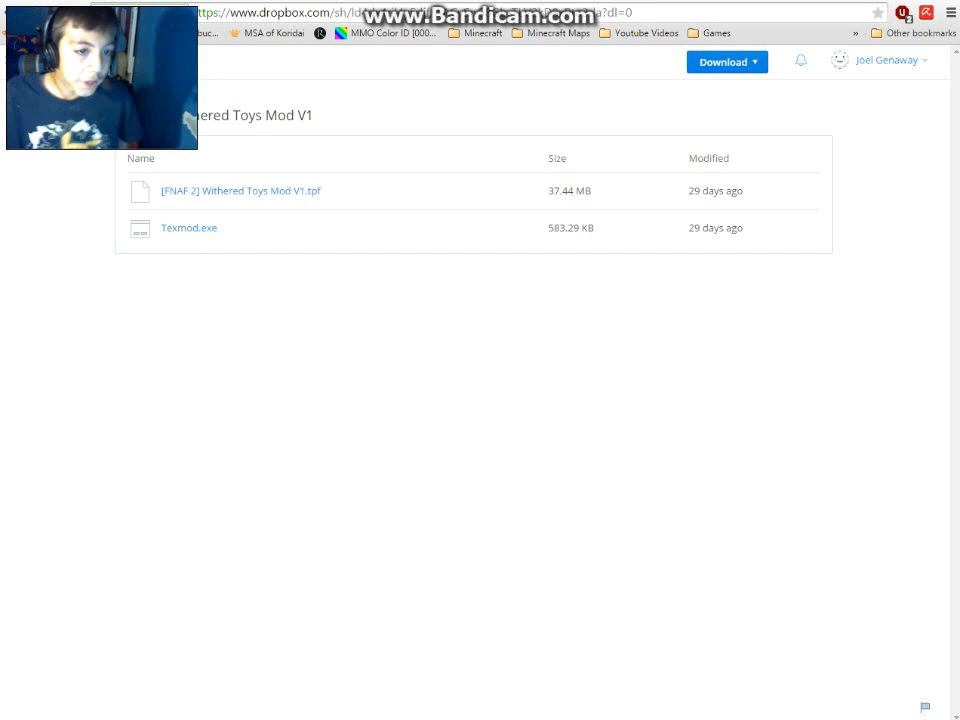 https://www.dropbox.com/sh/
www.Bandicam.com
?dl=0
MSA of Koridai
MMO Color ID [000...
Minecraft
Minecraft Maps
Youtube Videos
Games
»
Other bookmarks
Download
Joel Genaway
hered Toys Mod V1
Name Size Modified
[FNAF 2] Withered Toys Mod V1.tpf 37.44 MB 29 days ago
Texmod.exe 583.29 KB 29 days ago